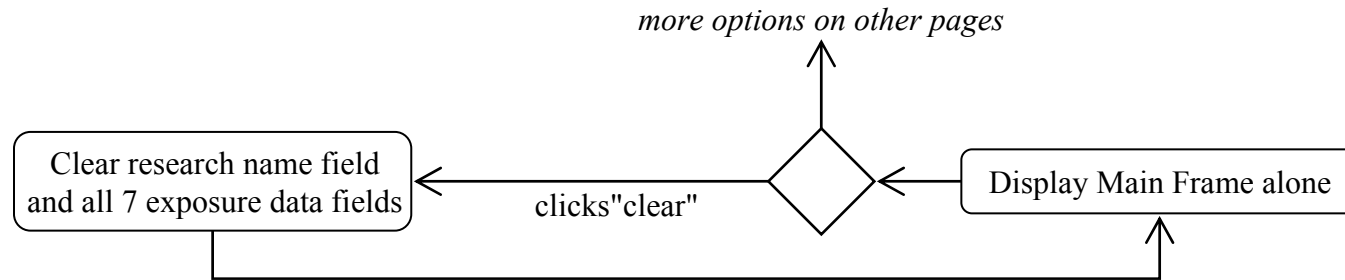 more options on other pages
Clear research name field
and all 7 exposure data fields
clicks"clear"
Display Main Frame alone